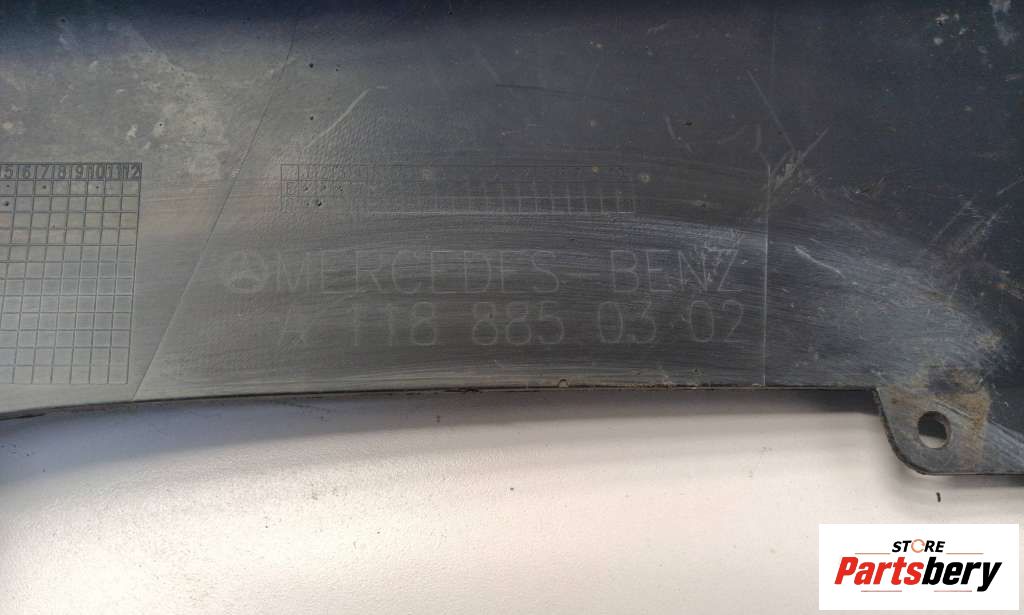 5 6 7 8 9 10 11 12
MERCEDES-BENZ
A 118 885 03 02
STORE
Partsbery